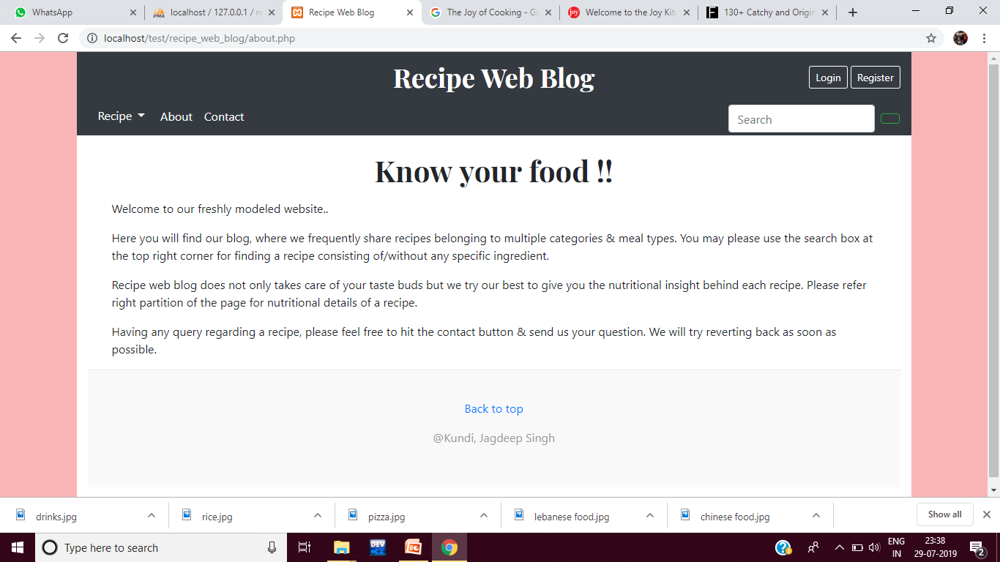 WhatsApp
localhost / 127.0.0.1 / re
Recipe Web Blog
The Joy of Cooking - Go
Welcome to the Joy Kit
130+ Catchy and Origin
localhost/test/recipe_web_blog/about.php
Recipe Web Blog
Login
Register
Recipe
About
Contact
Search
Know your food !!
Welcome to our freshly modeled website..
Here you will find our blog, where we frequently share recipes belonging to multiple categories & meal types. You may please use the search box at
the top right corner for finding a recipe consisting of/without any specific ingredient.
Recipe web blog does not only takes care of your taste buds but we try our best to give you the nutritional insight behind each recipe. Please refer
right partition of the page for nutritional details of a recipe.
Having any query regarding a recipe, please feel free to hit the contact button & send us your question. We will try reverting back as soon as
possible.
Back to top
@Kundi, Jagdeep Singh
drinks.jpg
rice.jpg
pizza.jpg
lebanese food.jpg
chinese food.jpg
Show all
Type here to search
DEV
ENG
IN
23:38
29-07-2019
2